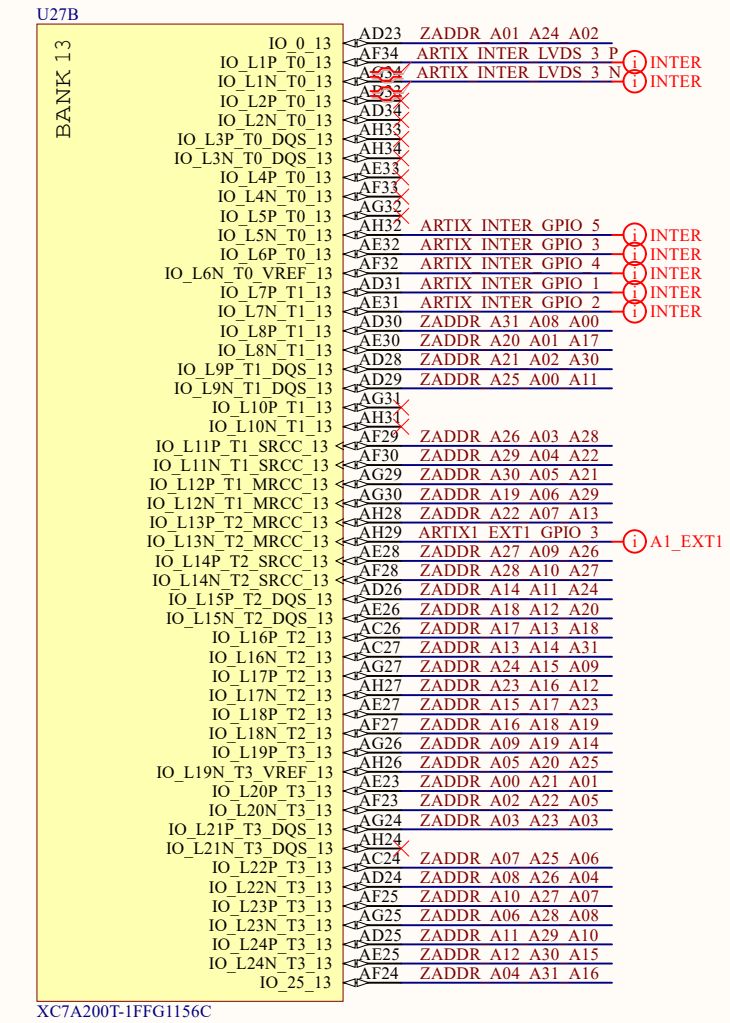 U27B
BANK 13
IO_0_13 AD23 ZADDR_A01_A24_A02
IO_L1P_T0_13 AF34 ARTIX_INTER_LVDS_3_P i INTER
IO_L1N_T0_13 ARTIX_INTER_LVDS_3_N i INTER
IO_L2P_T0_13
IO_L2N_T0_13 AD34
IO_L3P_T0_DQS_13 AH33
IO_L3N_T0_DQS_13 AH34
IO_L4P_T0_13 AE33
IO_L4N_T0_13 AF33
IO_L5P_T0_13 AG32
IO_L5N_T0_13 AH32 ARTIX_INTER_GPIO_5 i INTER
IO_L6P_T0_13 AE32 ARTIX_INTER_GPIO_3 i INTER
IO_L6N_T0_VREF_13 AF32 ARTIX_INTER_GPIO_4 i INTER
IO_L7P_T1_13 AD31 ARTIX_INTER_GPIO_1 i INTER
IO_L7N_T1_13 AE31 ARTIX_INTER_GPIO_2 i INTER
IO_L8P_T1_13 AD30 ZADDR_A31_A08_A00
IO_L8N_T1_13 AE30 ZADDR_A20_A01_A17
IO_L9P_T1_DQS_13 AD28 ZADDR_A21_A02_A30
IO_L9N_T1_DQS_13 AD29 ZADDR_A25_A00_A11
IO_L10P_T1_13 AG31
IO_L10N_T1_13 AH31
IO_L11P_T1_SRCC_13 AF29 ZADDR_A26_A03_A28
IO_L11N_T1_SRCC_13 AF30 ZADDR_A29_A04_A22
IO_L12P_T1_MRCC_13 AG29 ZADDR_A30_A05_A21
IO_L12N_T1_MRCC_13 AG30 ZADDR_A19_A06_A29
IO_L13P_T2_MRCC_13 AH28 ZADDR_A22_A07_A13
IO_L13N_T2_MRCC_13 AH29 ARTIX1_EXT1_GPIO_3 i A1_EXT1
IO_L14P_T2_SRCC_13 AE28 ZADDR_A27_A09_A26
IO_L14N_T2_SRCC_13 AF28 ZADDR_A28_A10_A27
IO_L15P_T2_DQS_13 AD26 ZADDR_A14_A11_A24
IO_L15N_T2_DQS_13 AE26 ZADDR_A18_A12_A20
IO_L16P_T2_13 AC26 ZADDR_A17_A13_A18
IO_L16N_T2_13 AC27 ZADDR_A13_A14_A31
IO_L17P_T2_13 AG27 ZADDR_A24_A15_A09
IO_L17N_T2_13 AH27 ZADDR_A23_A16_A12
IO_L18P_T2_13 AE27 ZADDR_A15_A17_A23
IO_L18N_T2_13 AF27 ZADDR_A16_A18_A19
IO_L19P_T3_13 AG26 ZADDR_A09_A19_A14
IO_L19N_T3_VREF_13 AH26 ZADDR_A05_A20_A25
IO_L20P_T3_13 AE23 ZADDR_A00_A21_A01
IO_L20N_T3_13 AF23 ZADDR_A02_A22_A05
IO_L21P_T3_DQS_13 AG24 ZADDR_A03_A23_A03
IO_L21N_T3_DQS_13 AH24
IO_L22P_T3_13 AC24 ZADDR_A07_A25_A06
IO_L22N_T3_13 AD24 ZADDR_A08_A26_A04
IO_L23P_T3_13 AF25 ZADDR_A10_A27_A07
IO_L23N_T3_13 AG25 ZADDR_A06_A28_A08
IO_L24P_T3_13 AD25 ZADDR_A11_A29_A10
IO_L24N_T3_13 AE25 ZADDR_A12_A30_A15
IO_25_13 AF24 ZADDR_A04_A31_A16
XC7A200T-1FFG1156C